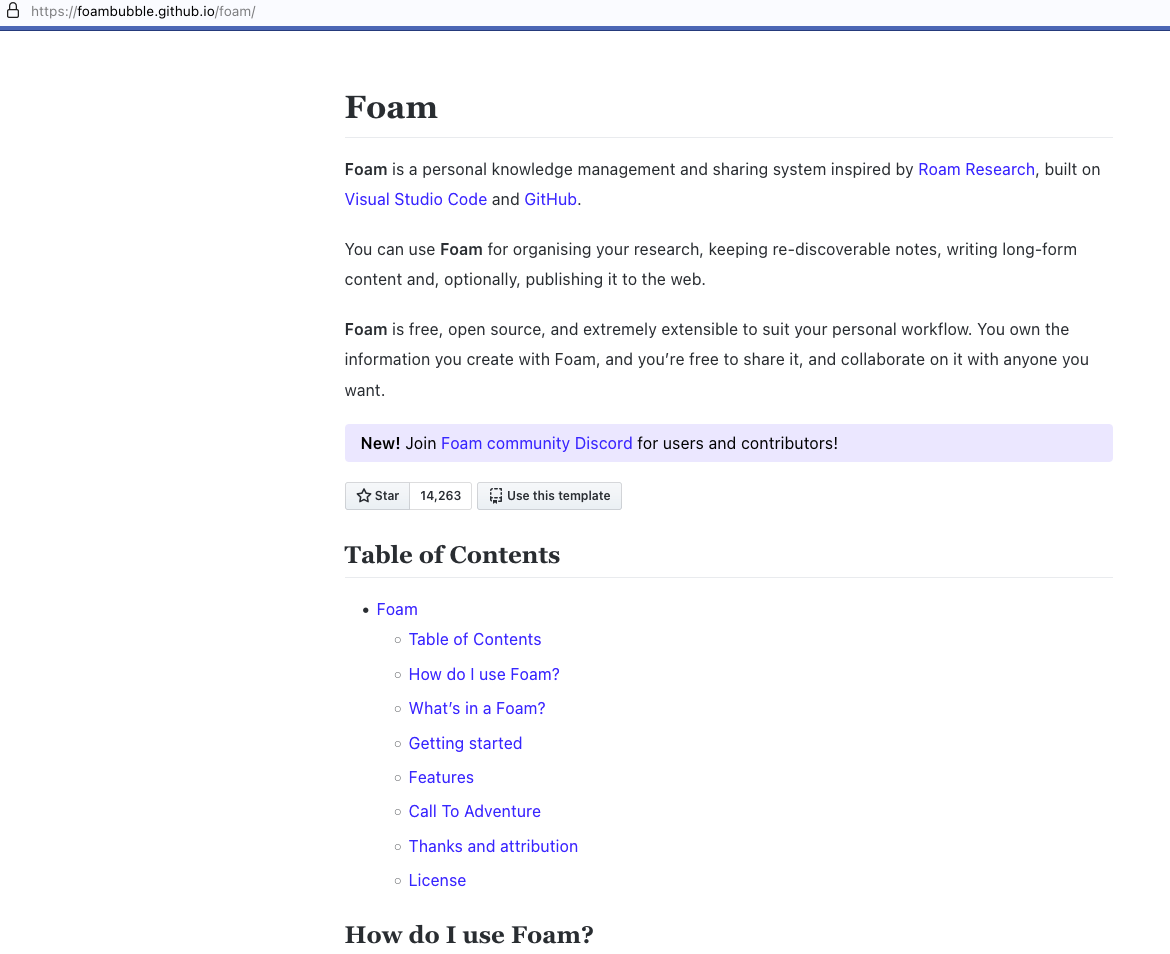 https://foambubble.github.io/foam/
Foam
Foam is a personal knowledge management and sharing system inspired by Roam Research, built on
Visual Studio Code and GitHub.
You can use Foam for organising your research, keeping re-discoverable notes, writing long-form
content and, optionally, publishing it to the web.
Foam is free, open source, and extremely extensible to suit your personal workflow. You own the
information you create with Foam, and you’re free to share it, and collaborate on it with anyone you
want.
New! Join Foam community Discord for users and contributors!
Star 14,263 Use this template
Table of Contents
• Foam
○ Table of Contents
○ How do I use Foam?
○ What’s in a Foam?
○ Getting started
○ Features
○ Call To Adventure
○ Thanks and attribution
○ License
How do I use Foam?